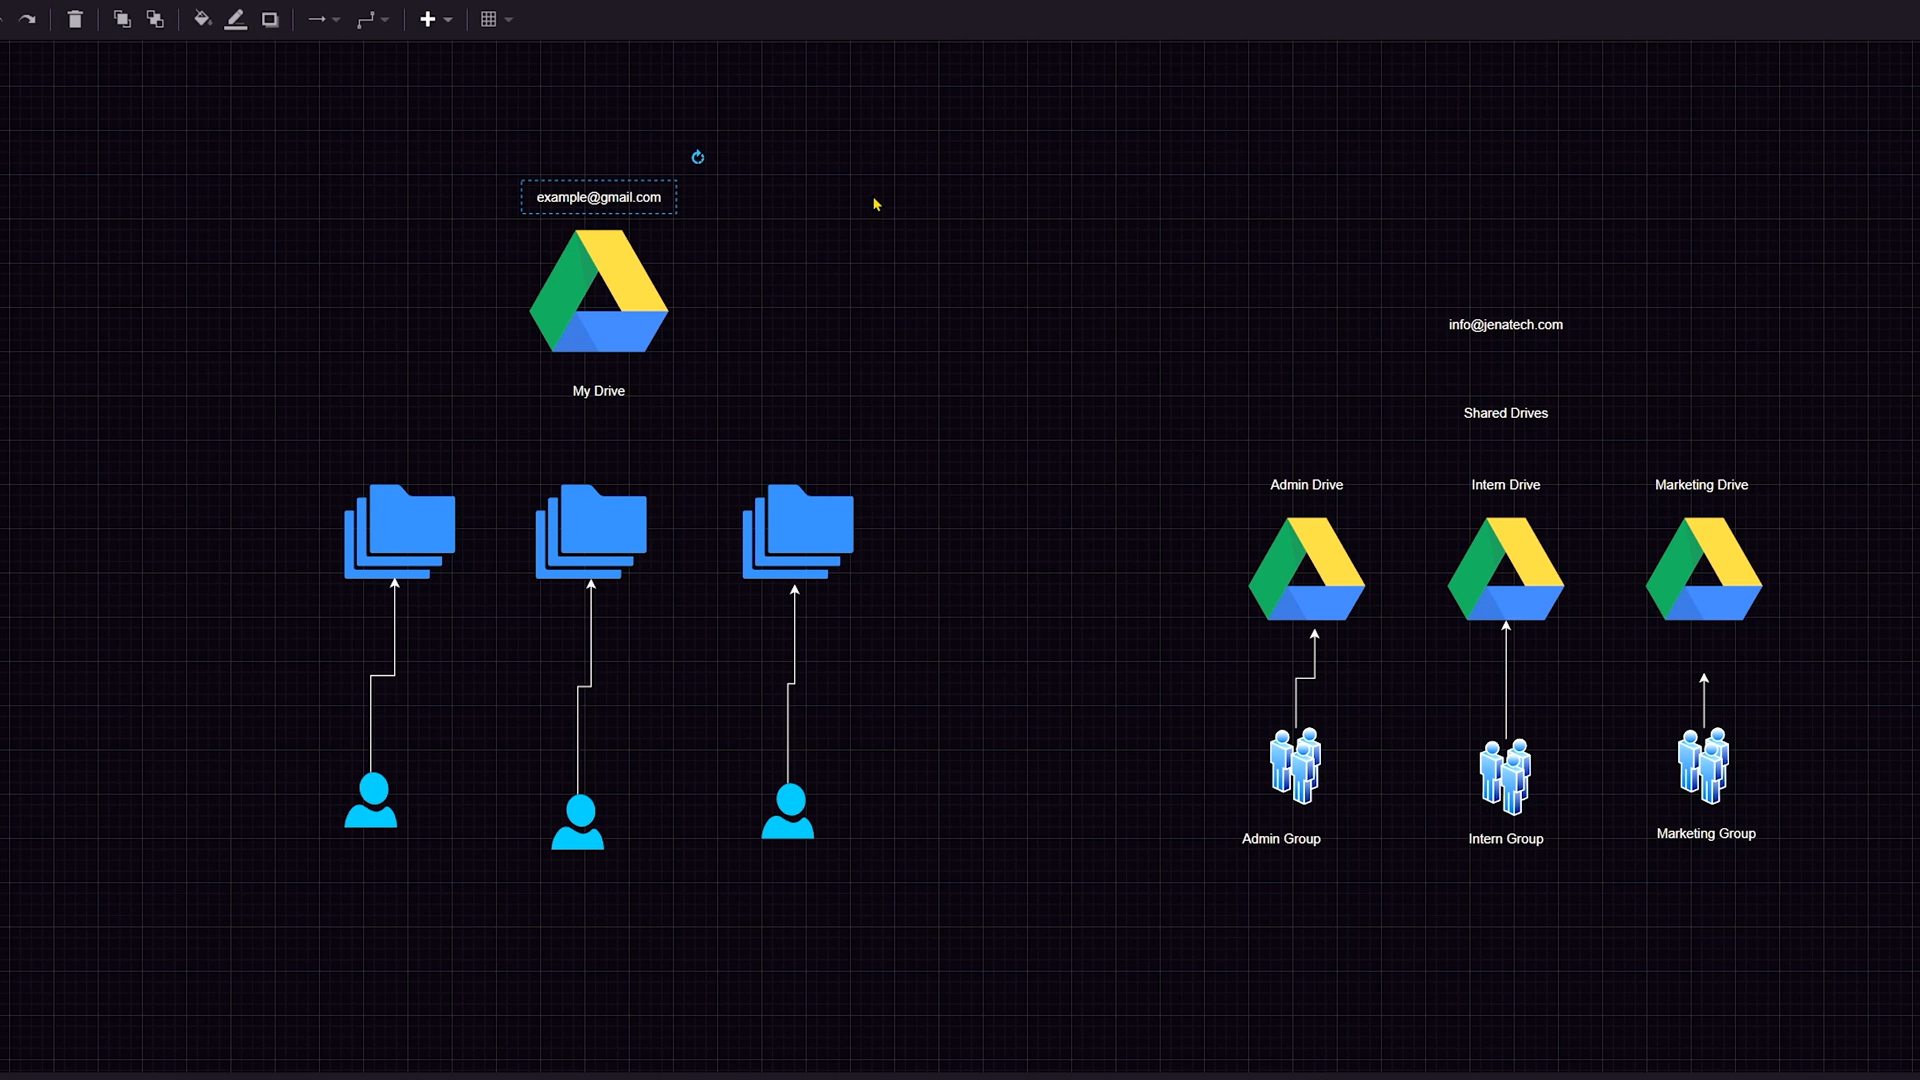 example@gmail.com
My Drive
info@jenatech.com
Shared Drives
Admin Drive
Intern Drive
Marketing Drive
Admin Group
Intern Group
Marketing Group